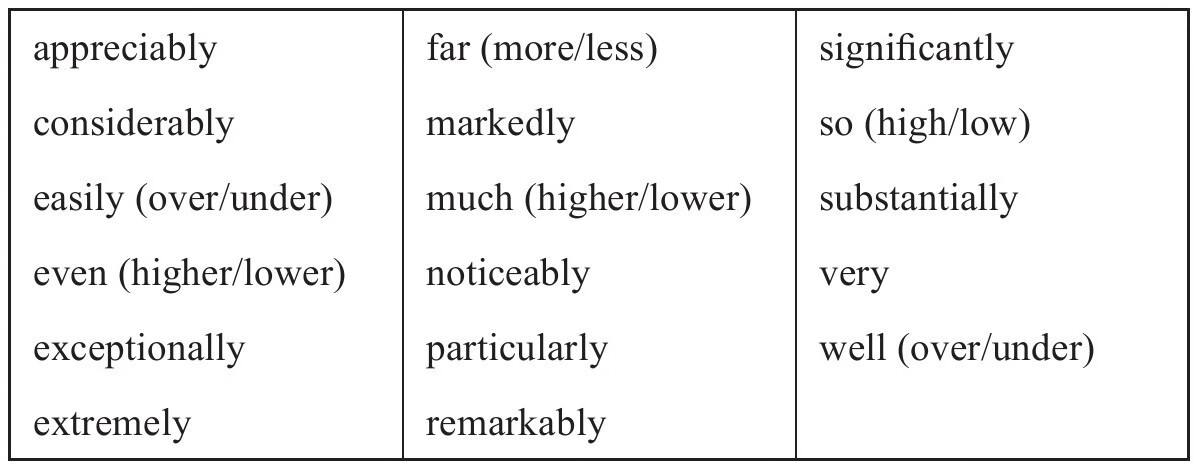 appreciably
considerably
easily (over/under)
even (higher/lower)
exceptionally
extremely
far (more/less)
markedly
much (higher/lower)
noticeably
particularly
remarkably
significantly
so (high/low)
substantially
very
well (over/under)